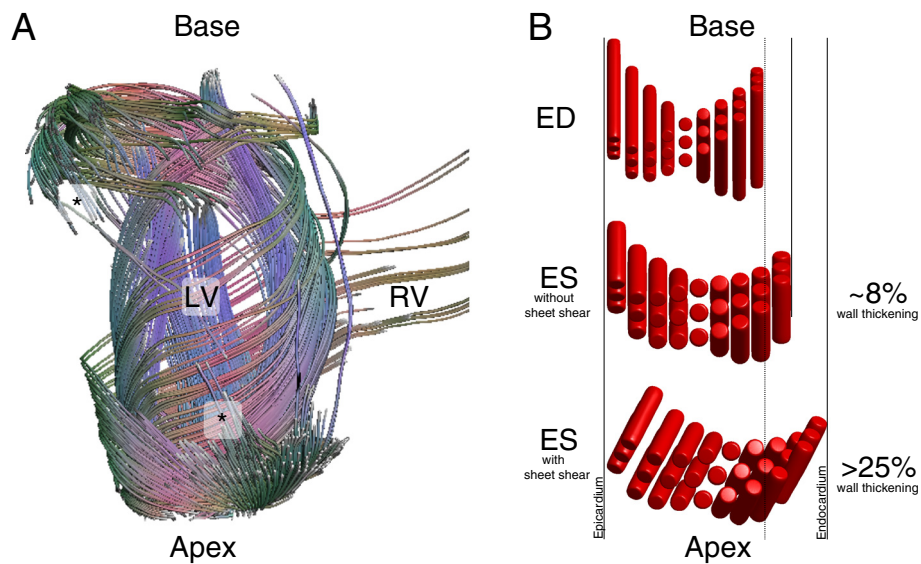 A
Base
*
LV
RV
*
Apex
B
Base
ED
ES
without
sheet shear
~8%
wall thickening
ES
with
sheet shear
>25%
wall thickening
Epicardium
Endocardium
Apex